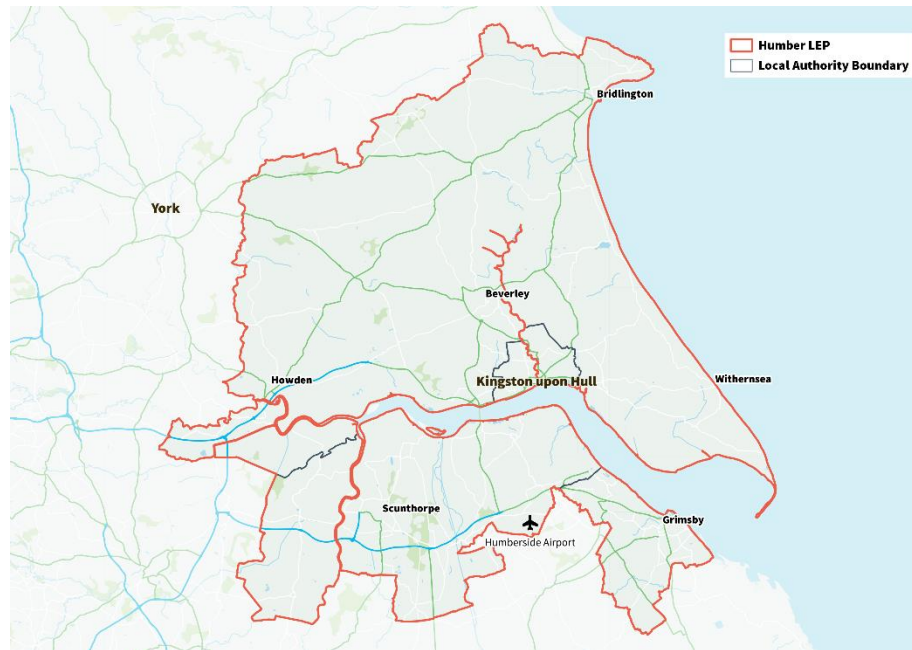 Humber LEP
Local Authority Boundary
Bridlington
York
Beverley
Howden
Kingston upon Hull
Withernsea
Scunthorpe
Grimsby
Humberside Airport